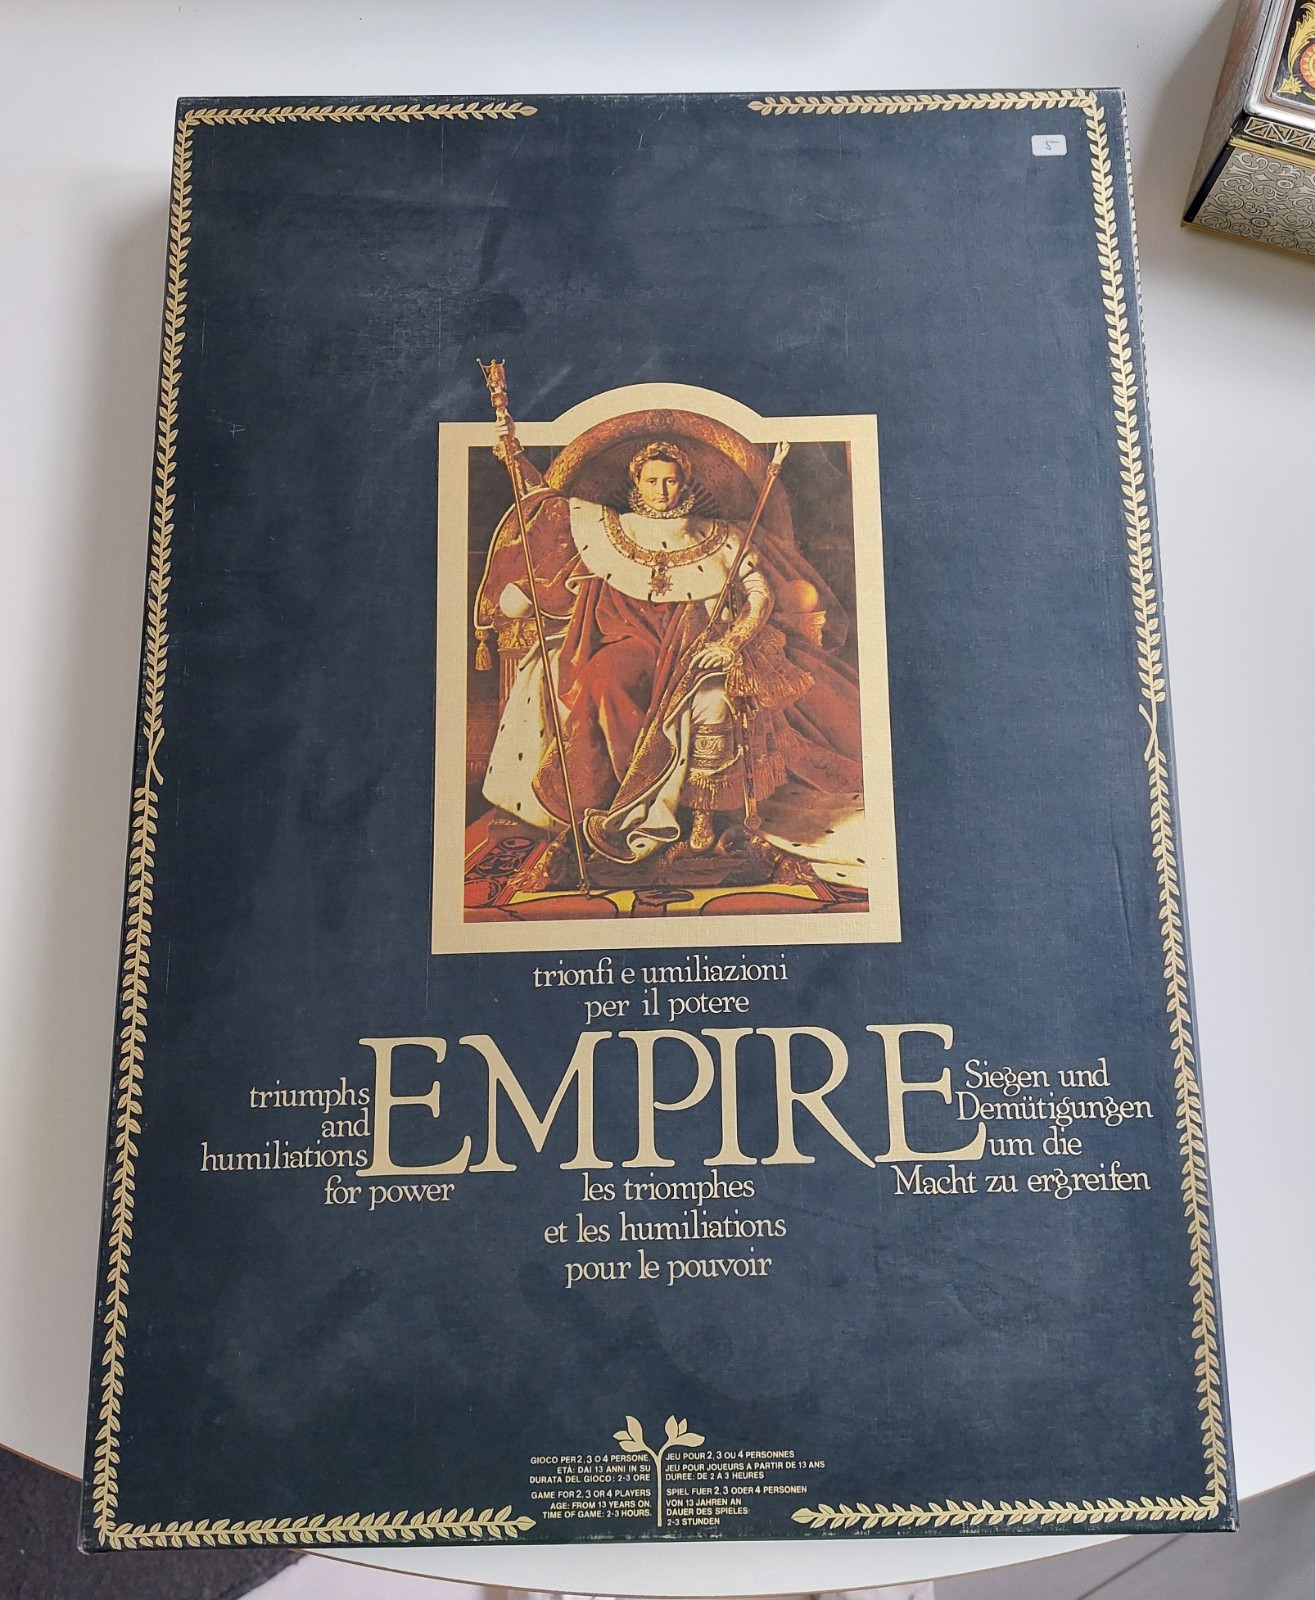 5
trionfi e umiliazioni
per il potere
EMPIRE
triumphs
and
humiliations
for power
Siegen und
Demütigungen
um die
Macht zu ergreifen
les triomphes
et les humiliations
pour le pouvoir
GIOCO PER 2, 3 O 4 PERSONE
ETÀ: DAI 13 ANNI IN SU
DURATA DEL GIOCO: 2-3 ORE
JEU POUR 2, 3 OU 4 PERSONNES
JEU POUR JOUEURS A PARTIR DE 13 ANS
DUREE: DE 2 A 3 HEURES
GAME FOR 2, 3 OR 4 PLAYERS
AGE: FROM 13 YEARS ON.
TIME OF GAME: 2-3 HOURS.
SPIEL FUER 2, 3 ODER 4 PERSONEN
VON 13 JAHREN AN
DAUER DES SPIELES:
2-3 STUNDEN